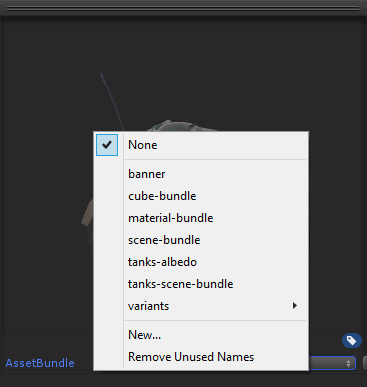 None
banner
cube-bundle
material-bundle
scene-bundle
tanks-albedo
tanks-scene-bundle
variants
New...
Remove Unused Names
AssetBundle